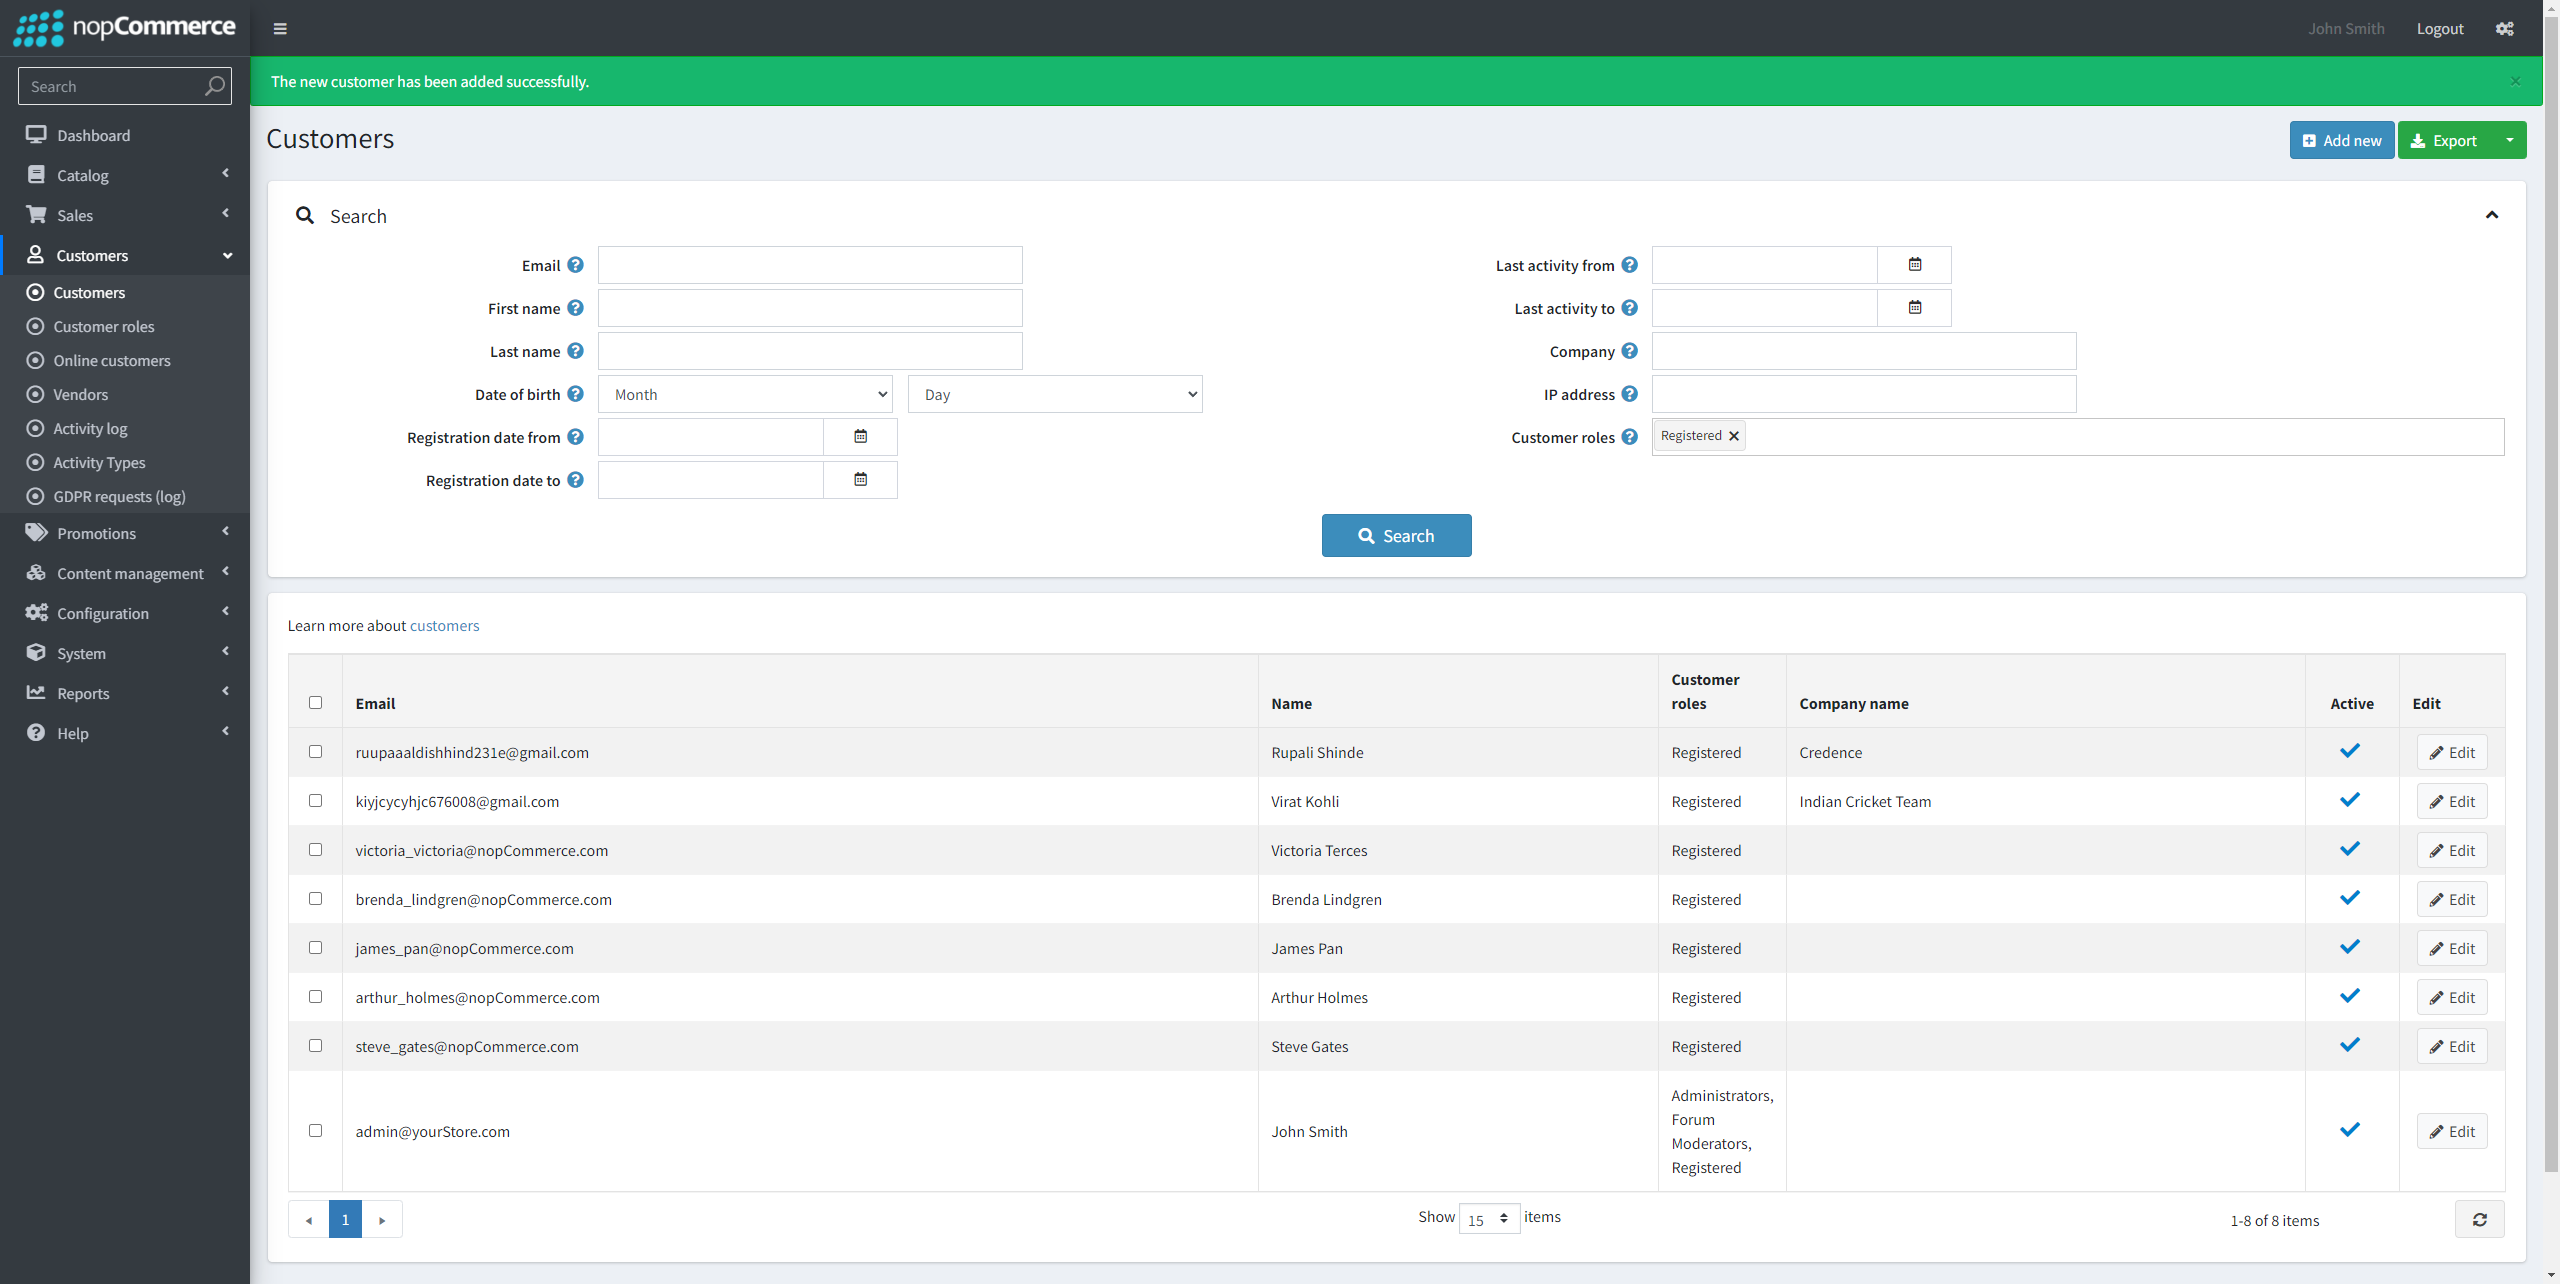 nopCommerce
John Smith
Logout
Search
The new customer has been added successfully.
×
Dashboard
Catalog
Sales
Customers
Customers
Customer roles
Online customers
Vendors
Activity log
Activity Types
GDPR requests (log)
Promotions
Content management
Configuration
System
Reports
Help
Customers
Add new
Export
Search
Email
First name
Last name
Date of birth
Month
Day
Registration date from
Registration date to
Last activity from
Last activity to
Company
IP address
Customer roles
Registered
Search
Learn more about customers
Email
Name
Customer roles
Company name
Active
Edit
ruupaaaldishhind231e@gmail.com Rupali Shinde Registered Credence Edit
kiyjcycyhjc676008@gmail.com Virat Kohli Registered Indian Cricket Team Edit
victoria_victoria@nopCommerce.com Victoria Terces Registered Edit
brenda_lindgren@nopCommerce.com Brenda Lindgren Registered Edit
james_pan@nopCommerce.com James Pan Registered Edit
arthur_holmes@nopCommerce.com Arthur Holmes Registered Edit
steve_gates@nopCommerce.com Steve Gates Registered Edit
admin@yourStore.com John Smith Administrators, Forum Moderators, Registered Edit
1
Show 15 items
1-8 of 8 items